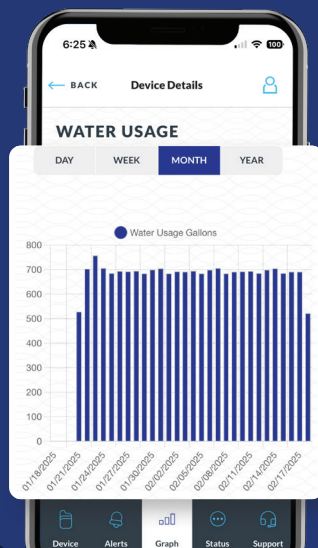 6:25
100
BACK
Device Details
WATER USAGE
DAY WEEK MONTH YEAR
Water Usage Gallons
800
700
600
500
400
300
200
100
0
01/18/2025 01/21/2025 01/24/2025 01/27/2025 01/30/2025 02/02/2025 02/05/2025 02/08/2025 02/11/2025 02/14/2025 02/17/2025
Device Alerts Graph Status Support